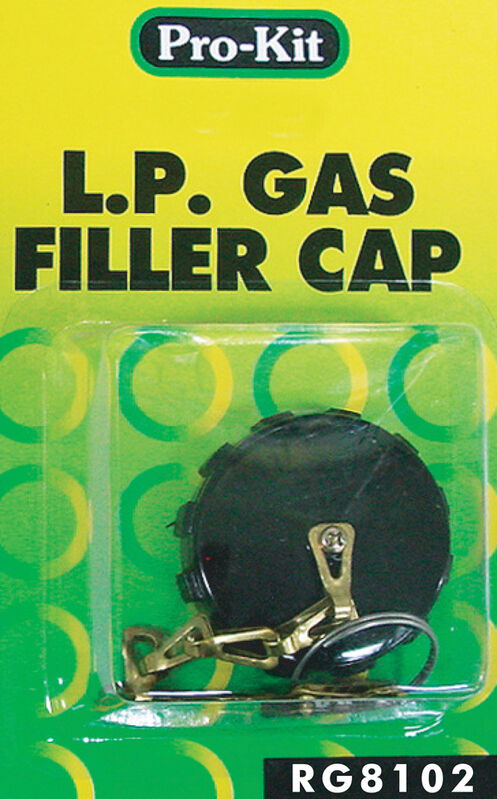 Pro-Kit
L.P. GAS
FILLER CAP
RG8102